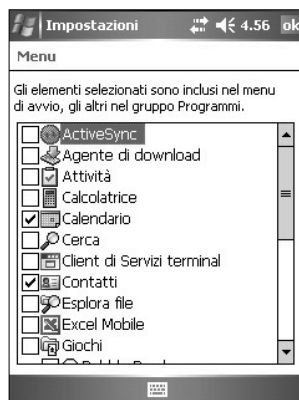 Impostazioni 4.56 ok
Menu
Gli elementi selezionati sono inclusi nel menu
di avvio, gli altri nel gruppo Programmi.
ActiveSync
Agente di download
Attività
Calcolatrice
Calendario
Cerca
Client di Servizi terminal
Contatti
Esplora file
Excel Mobile
Giochi